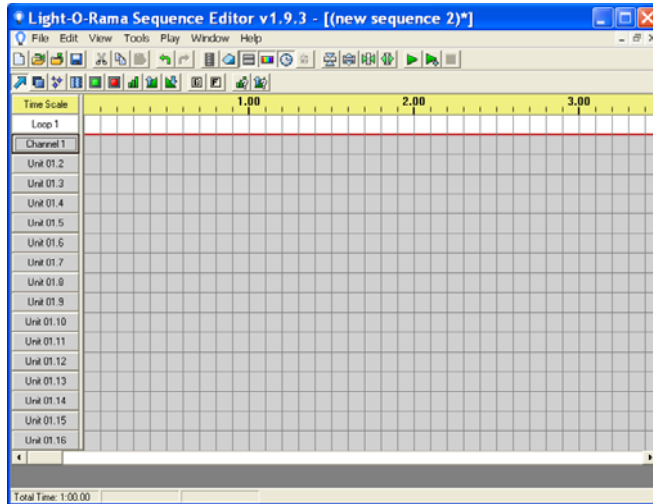 Light-O-Rama Sequence Editor v1.9.3 - [(new sequence 2)*]
File Edit View Tools Play Window Help
Time Scale 1.00 2.00 3.00
Loop 1
Channel 1
Unit 01.2
Unit 01.3
Unit 01.4
Unit 01.5
Unit 01.6
Unit 01.7
Unit 01.8
Unit 01.9
Unit 01.10
Unit 01.11
Unit 01.12
Unit 01.13
Unit 01.14
Unit 01.15
Unit 01.16
Total Time: 1:00.00